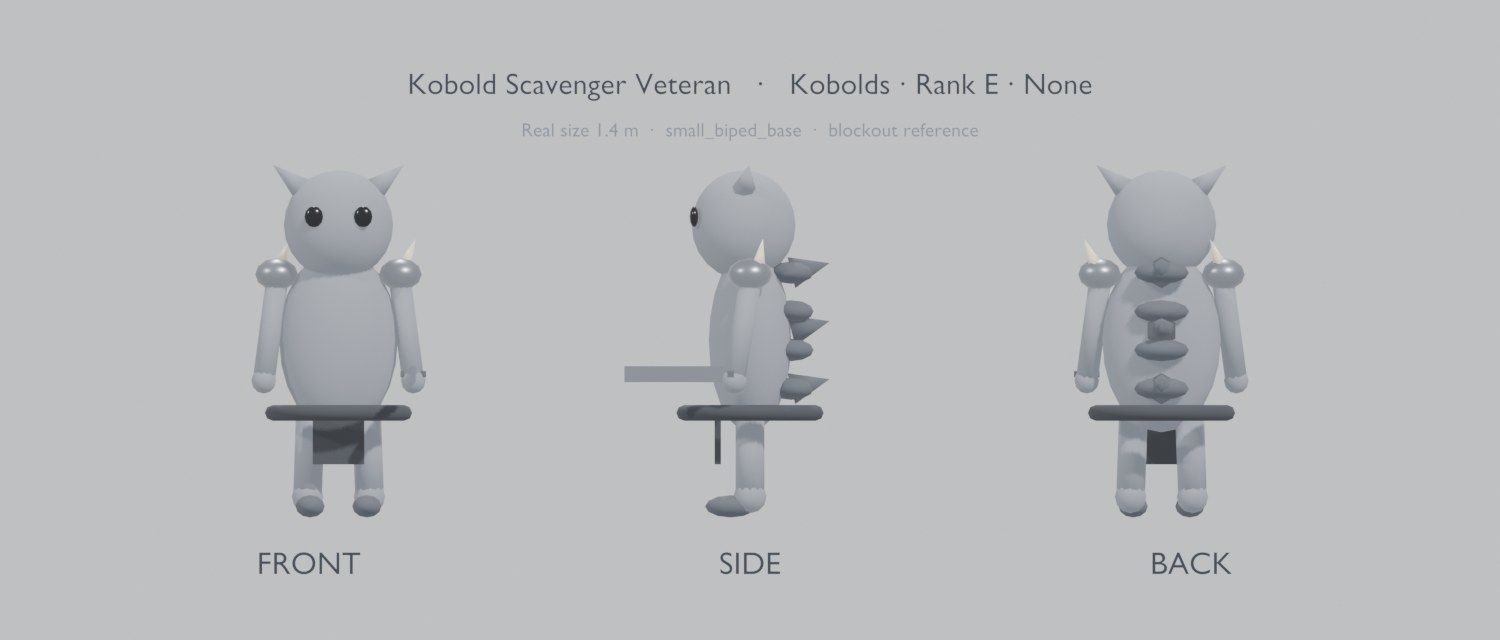 Kobold Scavenger Veteran · Kobolds · Rank E · None
Real size 1.4 m · small_biped_base · blockout reference
FRONT SIDE BACK